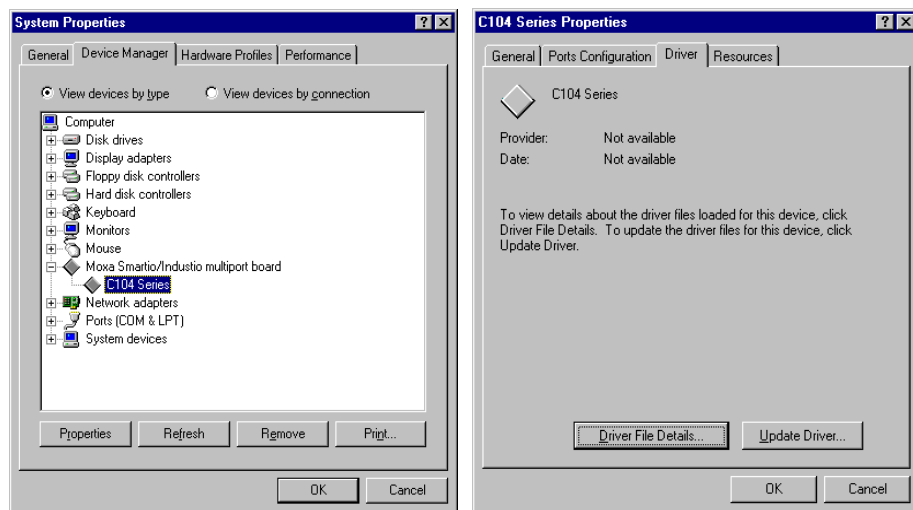 System Properties
General Device Manager Hardware Profiles Performance
View devices by type View devices by connection
Computer
Disk drives
Display adapters
Floppy disk controllers
Hard disk controllers
Keyboard
Monitors
Mouse
Moxa Smartio/Industio multiport board
C104 Series
Network adapters
Ports (COM & LPT)
System devices
Properties Refresh Remove Print...
OK Cancel
C104 Series Properties
General Ports Configuration Driver Resources
C104 Series
Provider: Not available
Date: Not available
To view details about the driver files loaded for this device, click
Driver File Details. To update the driver files for this device, click
Update Driver.
Driver File Details... Update Driver...
OK Cancel